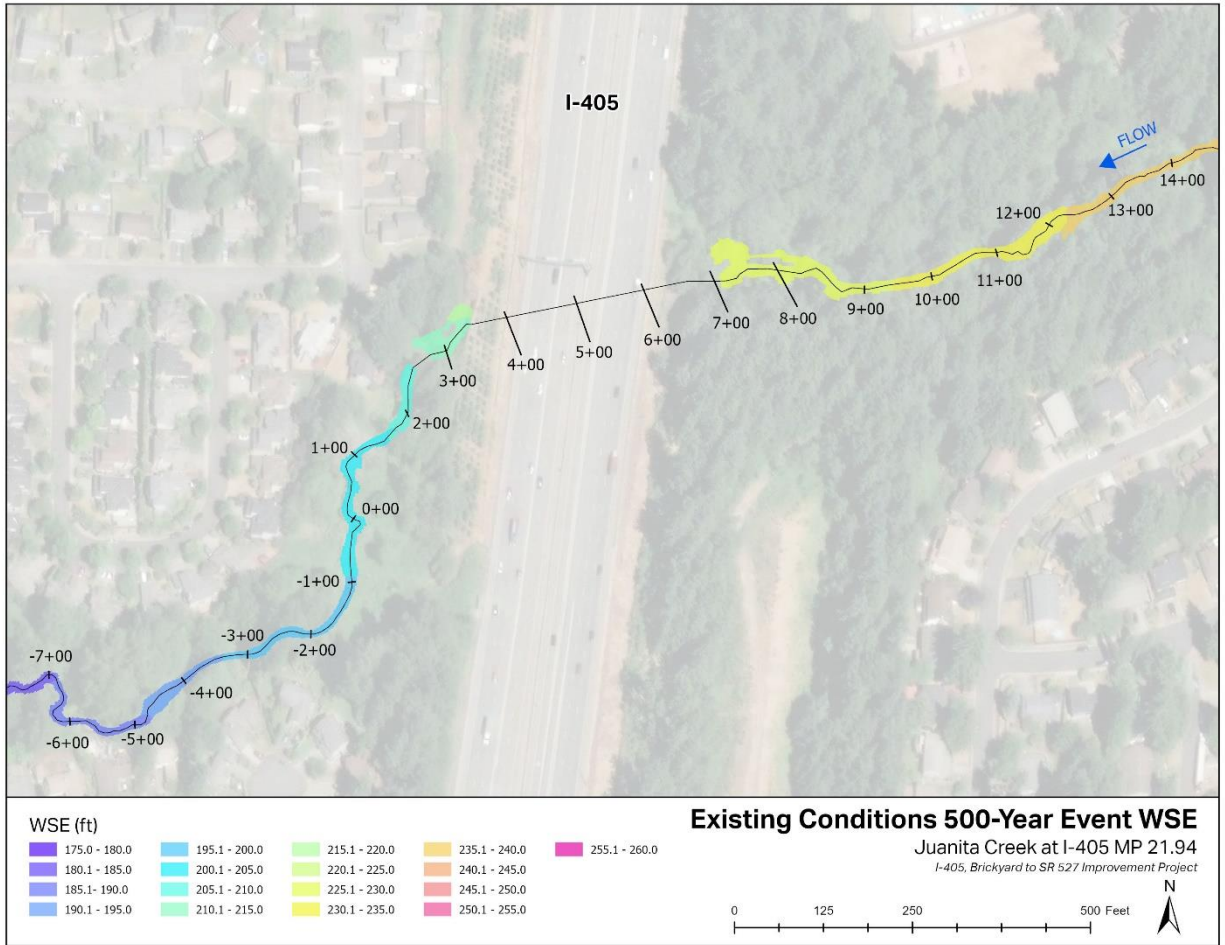 I-405
FLOW
14+00
13+00
12+00
11+00
10+00
9+00
8+00
7+00
6+00
5+00
4+00
3+00
2+00
1+00
0+00
-1+00
-2+00
-3+00
-4+00
-5+00
-6+00
-7+00
WSE (ft)
175.0 - 180.0
180.1 - 185.0
185.1- 190.0
190.1 - 195.0
195.1 - 200.0
200.1 - 205.0
205.1 - 210.0
210.1 - 215.0
215.1 - 220.0
220.1 - 225.0
225.1 - 230.0
230.1 - 235.0
235.1 - 240.0
240.1 - 245.0
245.1 - 250.0
250.1 - 255.0
255.1 - 260.0
Existing Conditions 500-Year Event WSE
Juanita Creek at I-405 MP 21.94
I-405, Brickyard to SR 527 Improvement Project
N
0 125 250 500 Feet